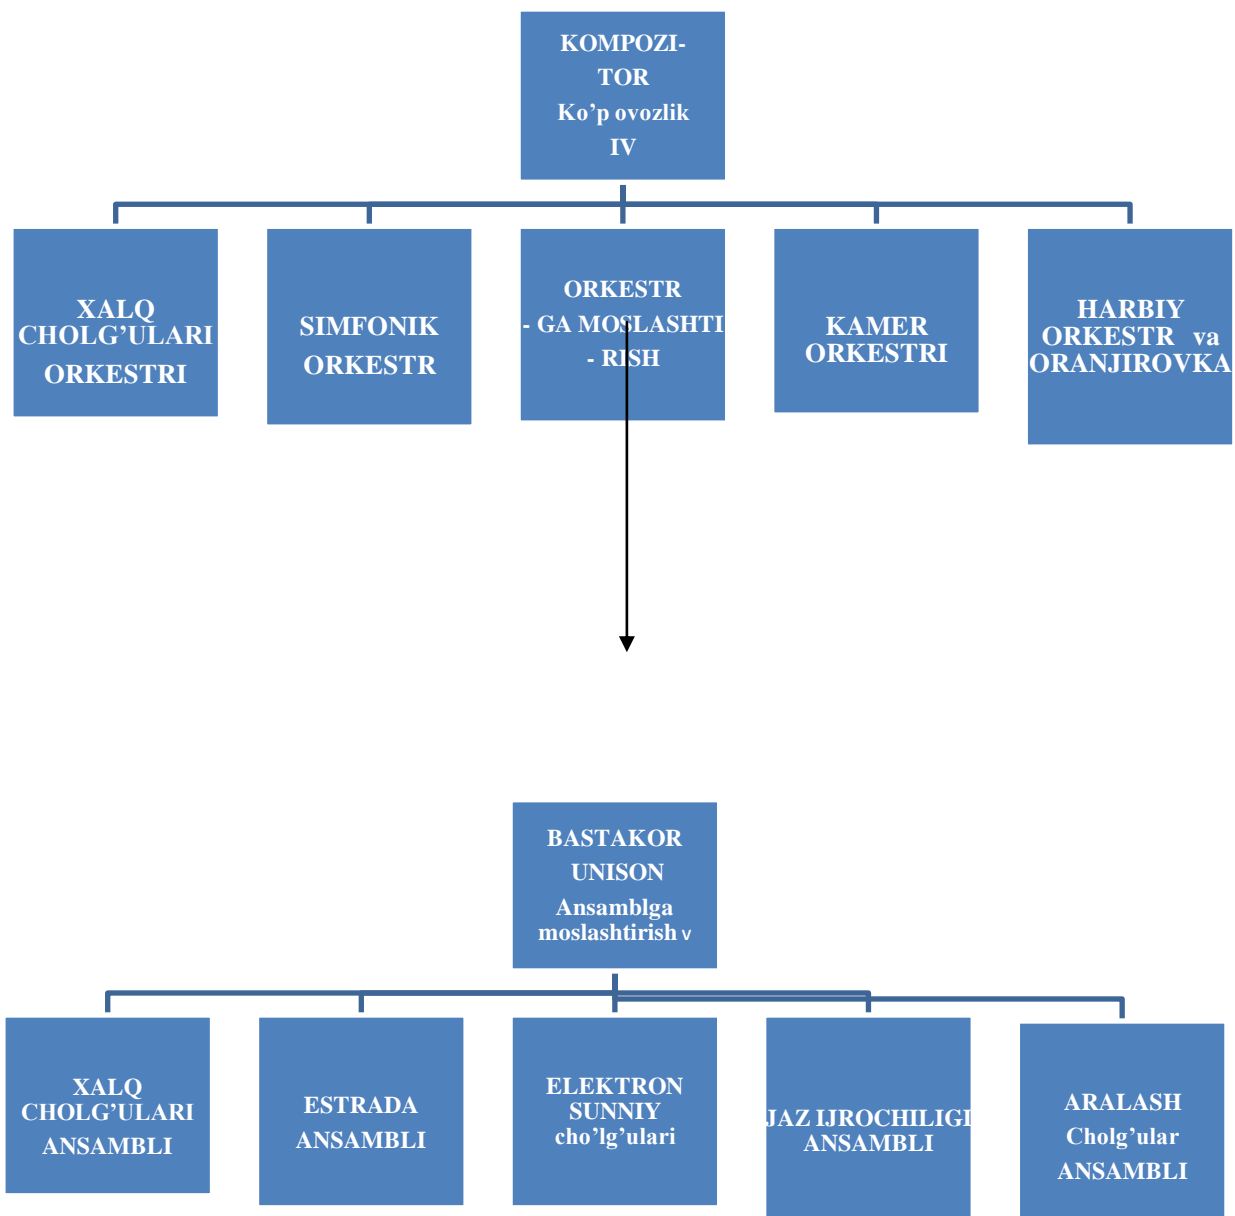 KOMPOZI-
TOR
Ko’p ovozlik
IV
XALQ
CHOLG’ULARI
ORKESTRI
SIMFONIK
ORKESTR
ORKESTR
- GA MOSLASHTI
- RISH
KAMER
ORKESTRI
HARBIY
ORKESTR va
ORANJIROVKA
BASTAKOR
UNISON
Ansamblga
moslashtirish v
XALQ
CHOLG’ULARI
ANSAMBLI
ESTRADA
ANSAMBLI
ELEKTRON
SUNNIY
cho’lg’ulari
JAZ IJROCHILIGI
ANSAMBLI
ARALASH
Cholg’ular
ANSAMBLI